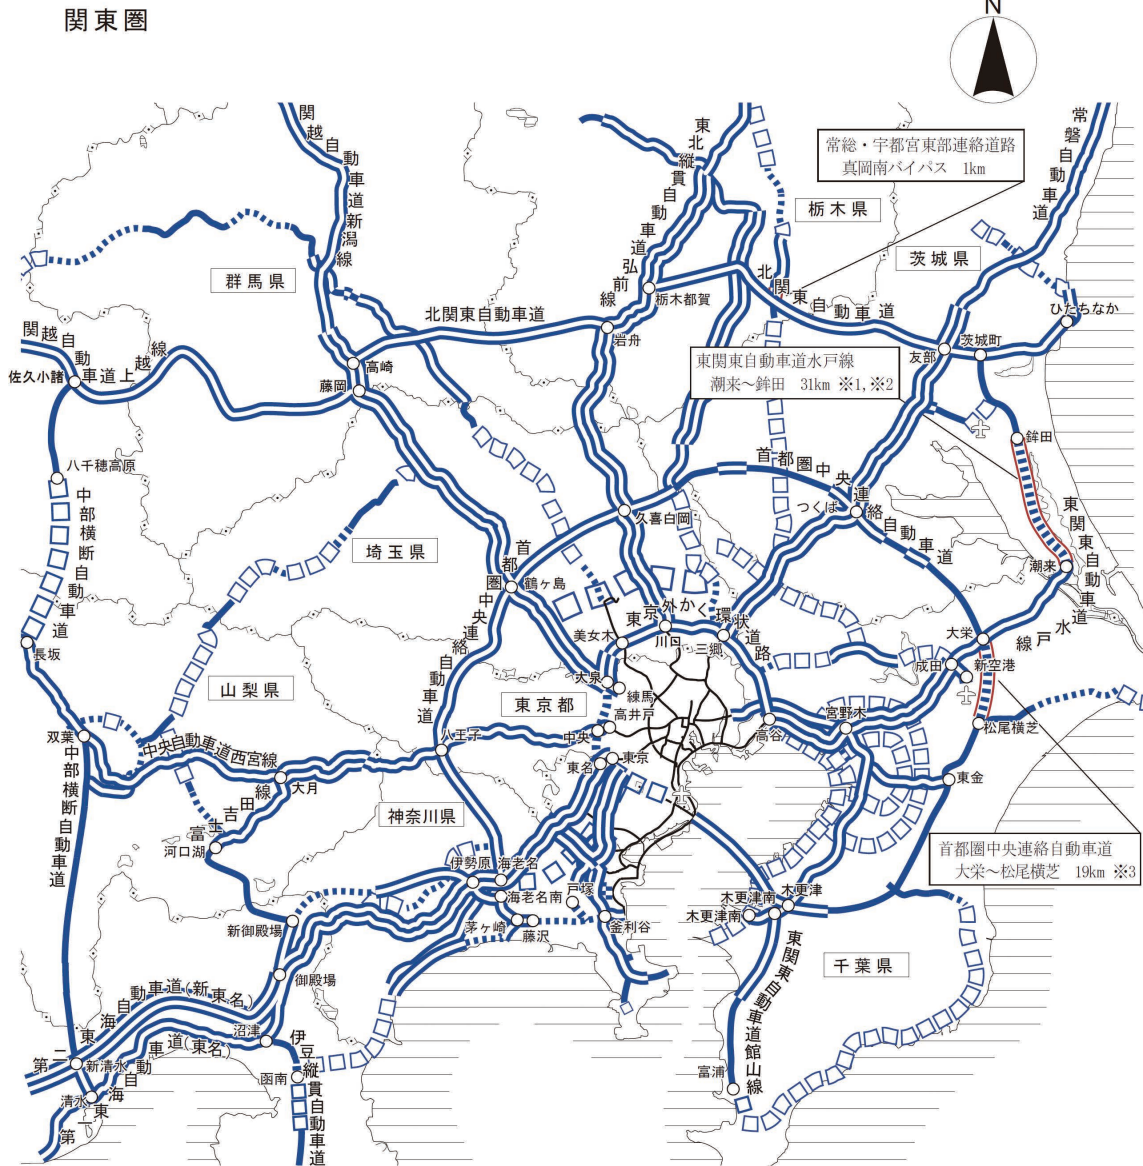 関東圏
N
関越自動車道新潟線
東北縦貫自動車道弘前線
常磐自動車道
常総・宇都宮東部連絡道路
真岡南バイパス 1km
栃木県
茨城県
群馬県
栃木都賀
北関東自動車道
北関東自動車道
ひたちなか
岩舟
茨城町
友部
関越自動車道上越線
佐久小諸
高崎
藤岡
東関東自動車道水戸線
潮来~鉾田 31km ※1,※2
鉾田
八千穂高原
首都圏中央連絡自動車道
つくば
中部横断自動車道
久喜白岡
埼玉県
東関東自動車道水戸線
潮来
首都圏中央連絡自動車道
鶴ヶ島
東京外かく環状道路
美女木
川口
三郷
大栄
長坂
成田
新空港
山梨県
大泉
練馬
東京都
高井戸
宮野木
松尾横芝
双葉
中央
高谷
中央自動車道西宮線
八王子
東名
東京
東金
大月
中部横断自動車道
富士吉田線
神奈川県
河口湖
首都圏中央連絡自動車道
大栄~松尾横芝 19km ※3
伊勢原
海老名
海老名南
戸塚
木更津
木更津南
木更津南
新御殿場
茅ヶ崎
藤沢
釜利谷
千葉県
御殿場
東関東自動車道館山線
第二東海自動車道(新東名)
沼津
伊豆縦貫自動車道
新清水
函南
富浦
清水
第一東海自動車道(東名)